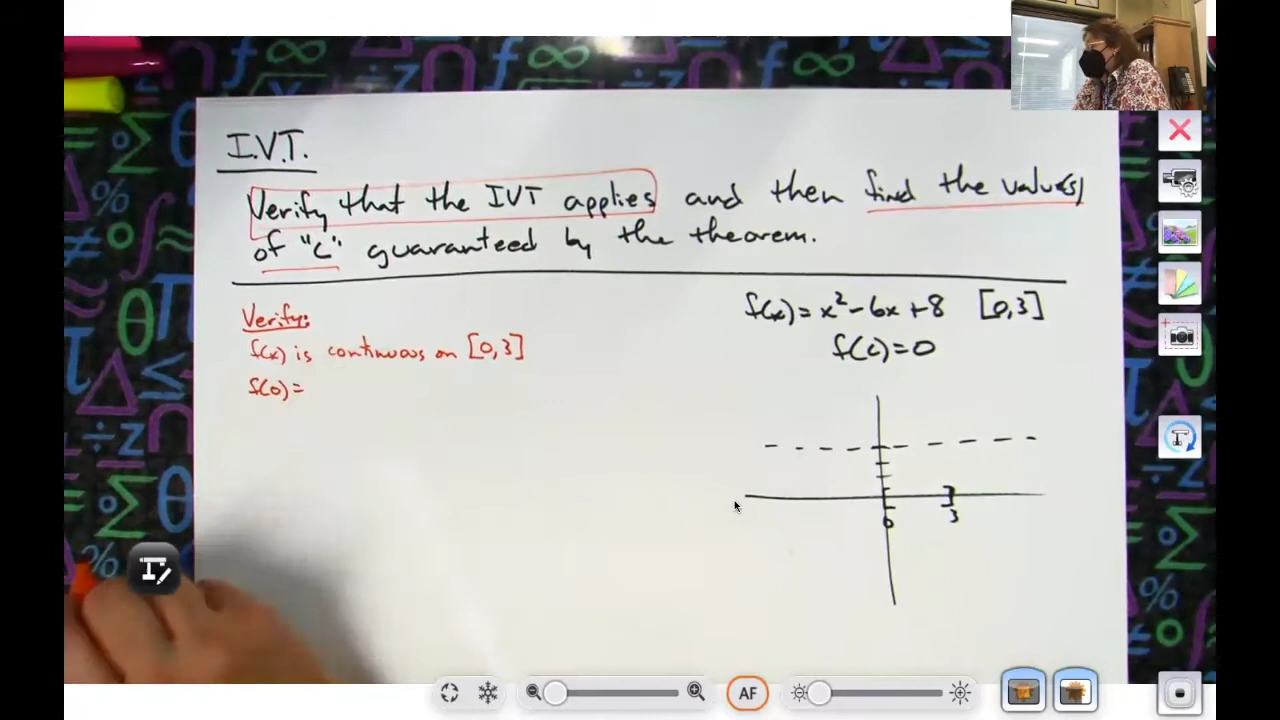 I.V.T.
Verify that the IVT applies and then find the value(s)
of "c" guaranteed by the theorem.
Verify:
f(x) is continuous on [0,3]
f(0)=
f(x)=x²-6x+8 [0,3]
f(c)=0
0 3
AF